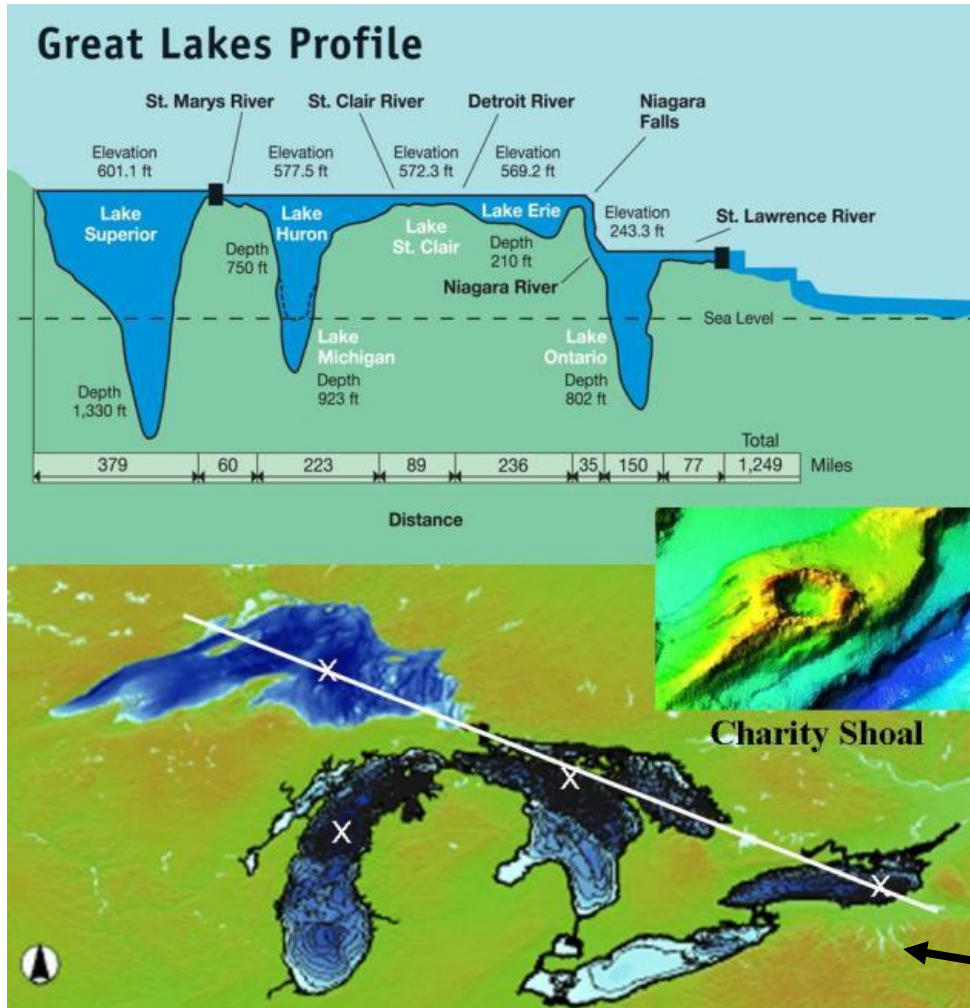 Great Lakes Profile
St. Marys River
St. Clair River
Detroit River
Niagara
Falls
Elevation
601.1 ft
Elevation
577.5 ft
Elevation
572.3 ft
Elevation
569.2 ft
Elevation
243.3 ft
St. Lawrence River
Lake
Superior
Lake
Huron
Lake
St. Clair
Lake Erie
Depth
750 ft
Depth
210 ft
Niagara River
Sea Level
Lake
Michigan
Lake
Ontario
Depth
1,330 ft
Depth
923 ft
Depth
802 ft
Total
379 60 223 89 236 35 150 77 1,249 Miles
Distance
Charity Shoal
X
X
X
X